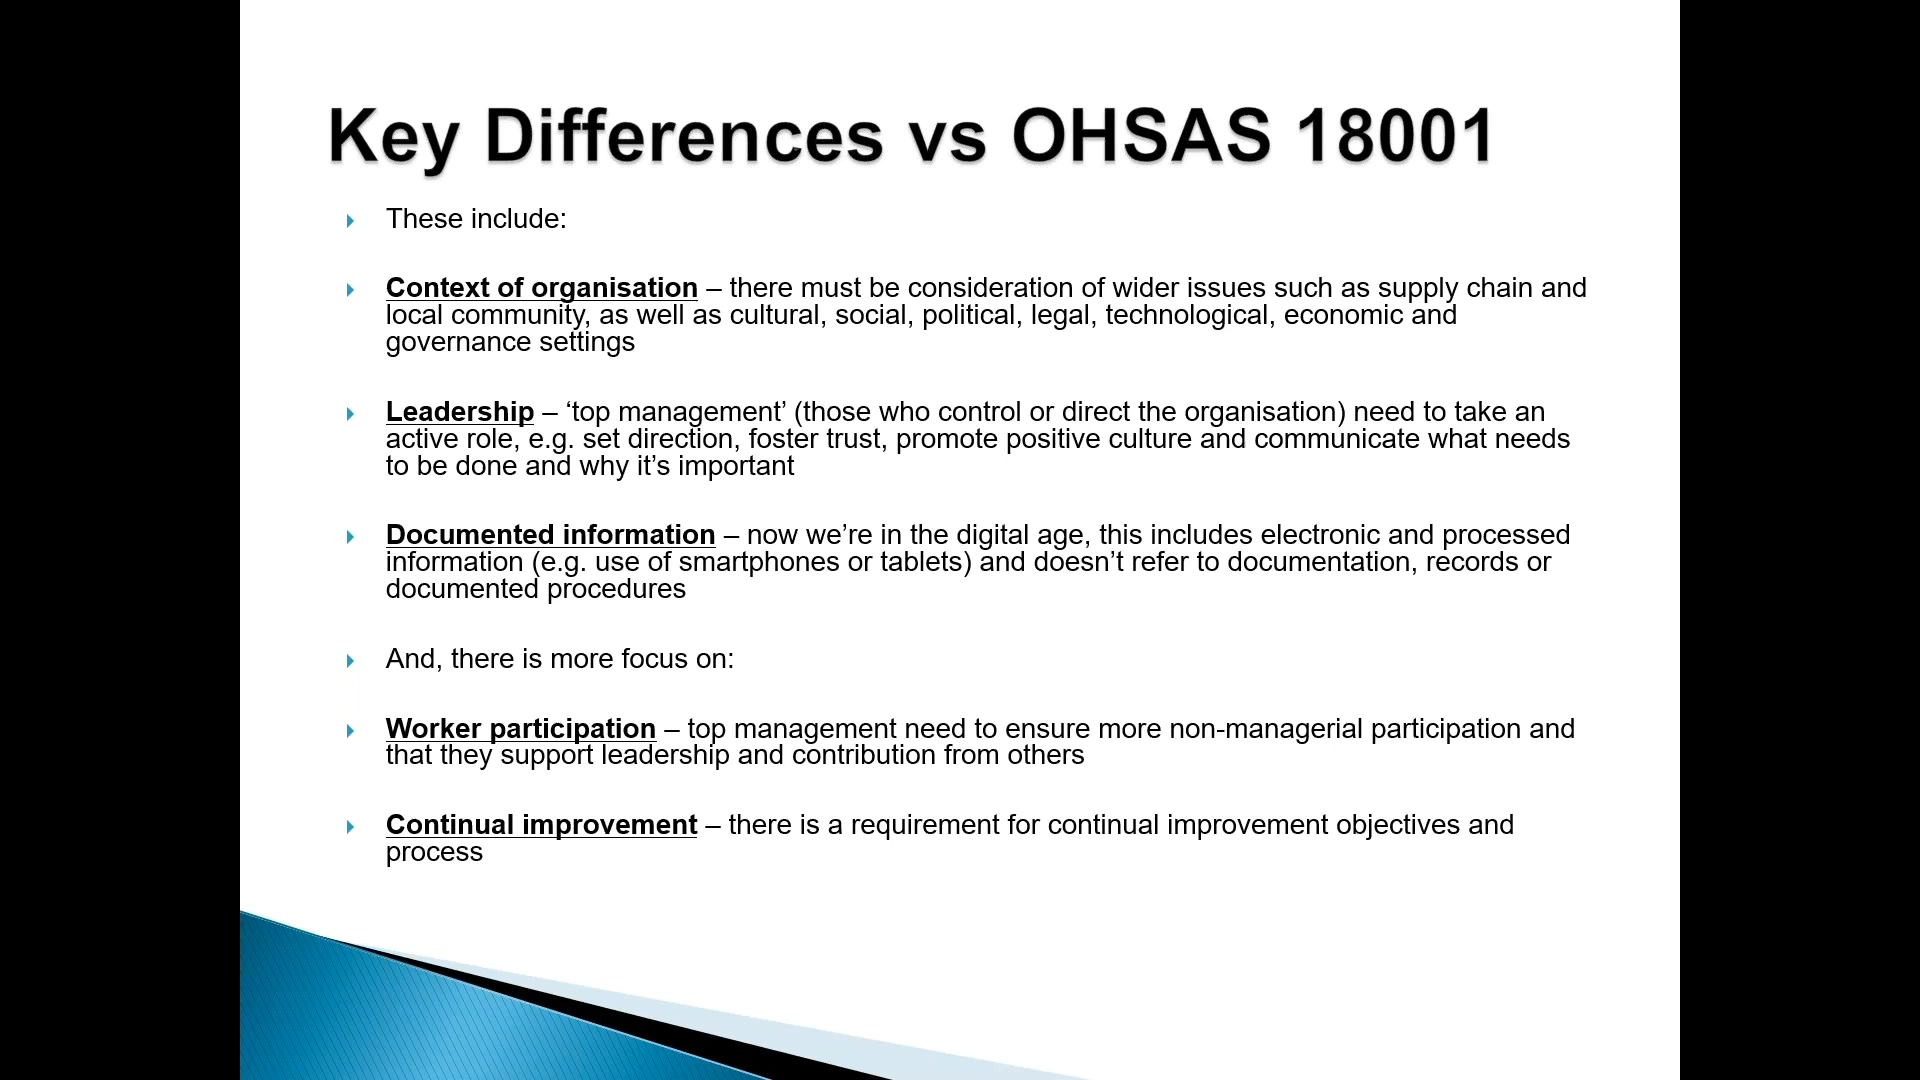 Key Differences vs OHSAS 18001
These include:
Context of organisation – there must be consideration of wider issues such as supply chain and
local community, as well as cultural, social, political, legal, technological, economic and
governance settings
Leadership – ‘top management’ (those who control or direct the organisation) need to take an
active role, e.g. set direction, foster trust, promote positive culture and communicate what needs
to be done and why it’s important
Documented information – now we’re in the digital age, this includes electronic and processed
information (e.g. use of smartphones or tablets) and doesn’t refer to documentation, records or
documented procedures
And, there is more focus on:
Worker participation – top management need to ensure more non-managerial participation and
that they support leadership and contribution from others
Continual improvement – there is a requirement for continual improvement objectives and
process